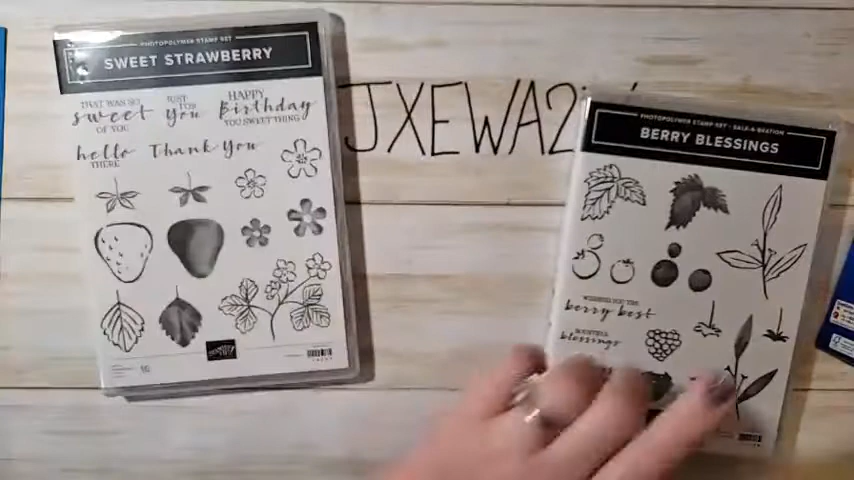 PHOTOPOLYMER STAMP SET
SWEET STRAWBERRY
THAT WAS SO
sweet
OF YOU
JUST
FOR
you
HAPPY
Birthday
YOU SWEET THING
hello
THERE
Thank You
JXEWA2
PHOTOPOLYMER STAMP SET • SALE-A-BRATION
BERRY BLESSINGS
WISHING YOU THE
berry best
BOUNTIFUL
blessings